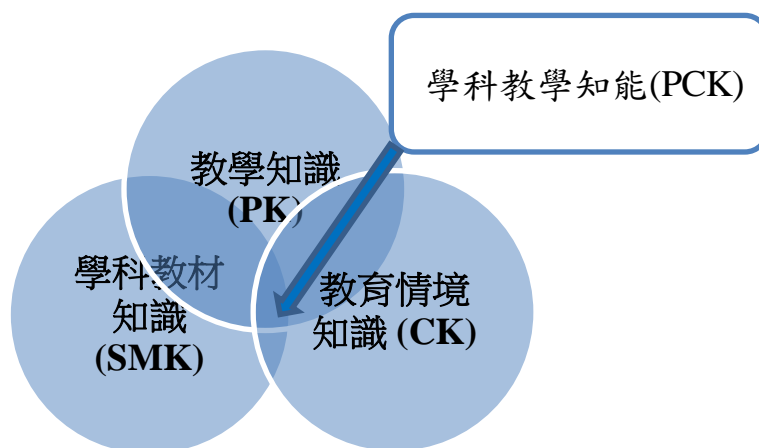 學科教學知能(PCK)
教學知識
(PK)
學科教材
知識
(SMK)
教育情境
知識 (CK)